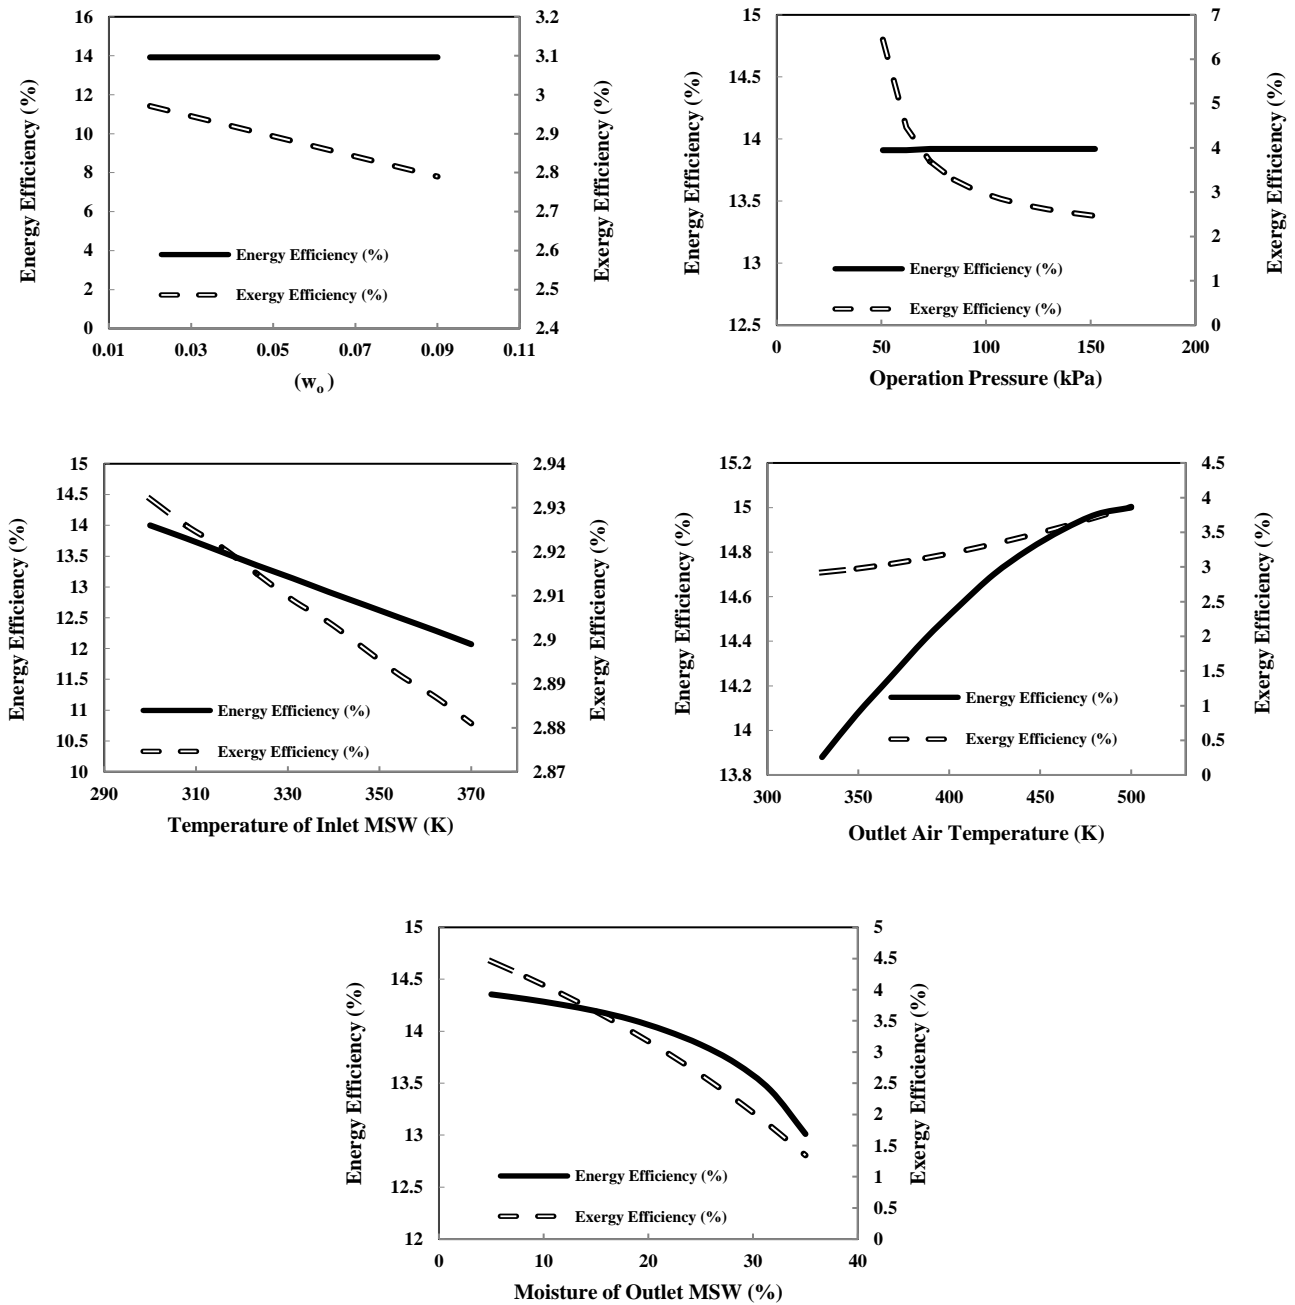 Energy Efficiency (%)
16
14
12
10
8
6
4
2
0
3.2
3.1
3
2.9
2.8
2.7
2.6
2.5
2.4
Exergy Efficiency (%)
Energy Efficiency (%)
Exergy Efficiency (%)
0.01 0.03 0.05 0.07 0.09 0.11
(wo )
Energy Efficiency (%)
15
14.5
14
13.5
13
12.5
7
6
5
4
3
2
1
0
Exergy Efficiency (%)
Energy Efficiency (%)
Exergy Efficiency (%)
0 50 100 150 200
Operation Pressure (kPa)
Energy Efficiency (%)
15
14.5
14
13.5
13
12.5
12
11.5
11
10.5
10
2.94
2.93
2.92
2.91
2.9
2.89
2.88
2.87
Exergy Efficiency (%)
Energy Efficiency (%)
Exergy Efficiency (%)
290 310 330 350 370
Temperature of Inlet MSW (K)
Energy Efficiency (%)
15.2
15
14.8
14.6
14.4
14.2
14
13.8
4.5
4
3.5
3
2.5
2
1.5
1
0.5
0
Exergy Efficiency (%)
Energy Efficiency (%)
Exergy Efficiency (%)
300 350 400 450 500
Outlet Air Temperature (K)
Energy Efficiency (%)
15
14.5
14
13.5
13
12.5
12
5
4.5
4
3.5
3
2.5
2
1.5
1
0.5
0
Exergy Efficiency (%)
Energy Efficiency (%)
Exergy Efficiency (%)
0 10 20 30 40
Moisture of Outlet MSW (%)